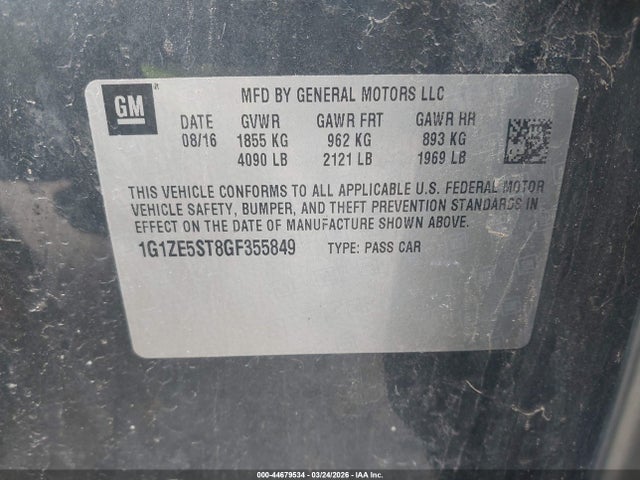 GM
MFD BY GENERAL MOTORS LLC
DATE GVWR GAWR FRT GAWR RR
08/16 1855 KG 962 KG 893 KG
4090 LB 2121 LB 1969 LB
THIS VEHICLE CONFORMS TO ALL APPLICABLE U.S. FEDERAL MOTOR
VEHICLE SAFETY, BUMPER, AND THEFT PREVENTION STANDARDS IN
EFFECT ON THE DATE OF MANUFACTURE SHOWN ABOVE.
1G1ZE5ST8GF355849 TYPE: PASS CAR
000-44679534 - 03/24/2026 - IAA Inc.